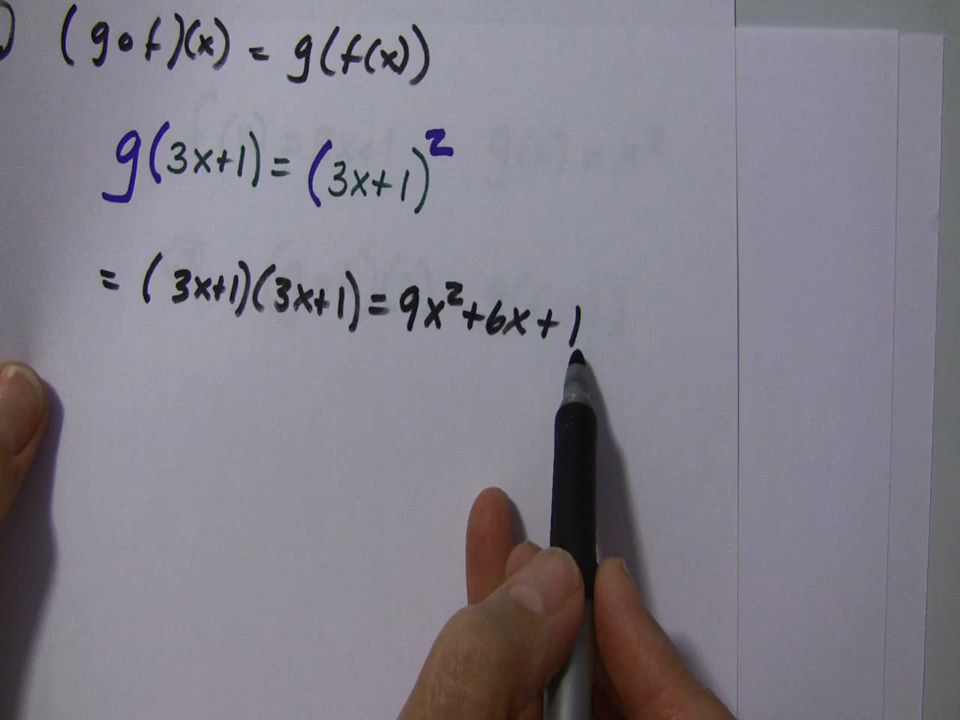 ) (g∘f)(x) = g(f(x))
g(3x+1) = (3x+1)²
= (3x+1)(3x+1) = 9x²+6x+1